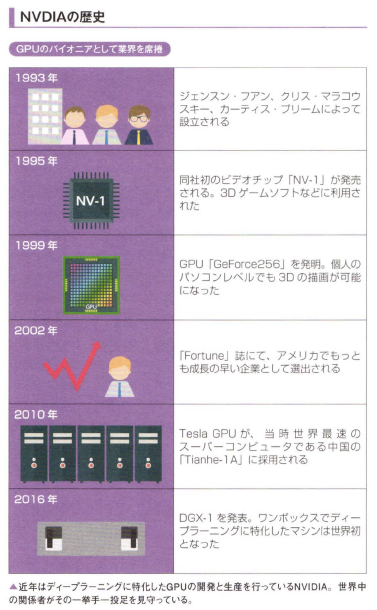 NVDIAの歴史
GPUのパイオニアとして業界を席捲
1993年
ジェンスン・フアン、クリス・マラコウ
スキー、カーティス・プリームによって
設立される
1995年
NV-1
同社初のビデオチップ「NV-1」が発売
される。3Dゲームソフトなどに利用さ
れた
1999年
GPU
GPU「GeForce256」を発明。個人の
パソコンレベルでも3Dの描画が可能
になった
2002年
「Fortune」誌にて、アメリカでもっと
も成長の早い企業として選出される
2010年
Tesla GPUが、当時世界最速の
スーパーコンピュータである中国の
「Tianhe-1A」に採用される
2016年
DGX-1を発表。ワンボックスでディー
プラーニングに特化したマシンは世界初
となった
▲近年はディープラーニングに特化したGPUの開発と生産を行っているNVIDIA。世界中
の関係者がその一挙手一投足を見守っている。